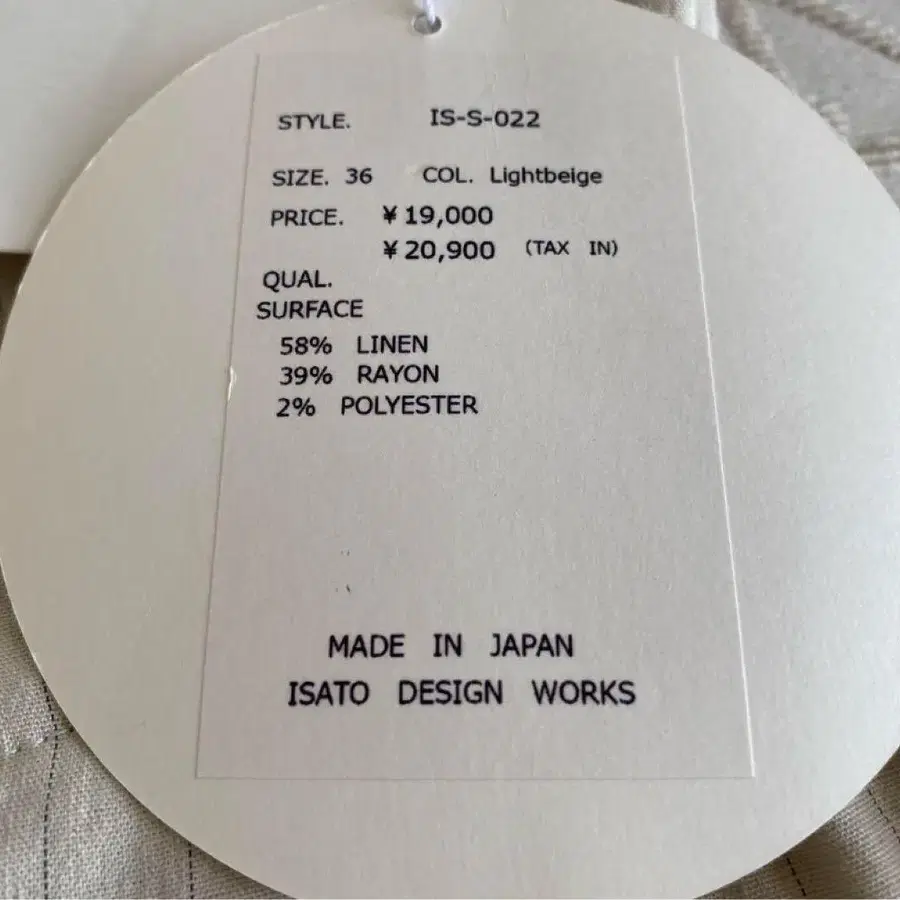 STYLE. IS-S-022
SIZE. 36 COL. Lightbeige
PRICE. ¥19,000
¥20,900 (TAX IN)
QUAL.
SURFACE
58% LINEN
39% RAYON
2% POLYESTER
MADE IN JAPAN
ISATO DESIGN WORKS